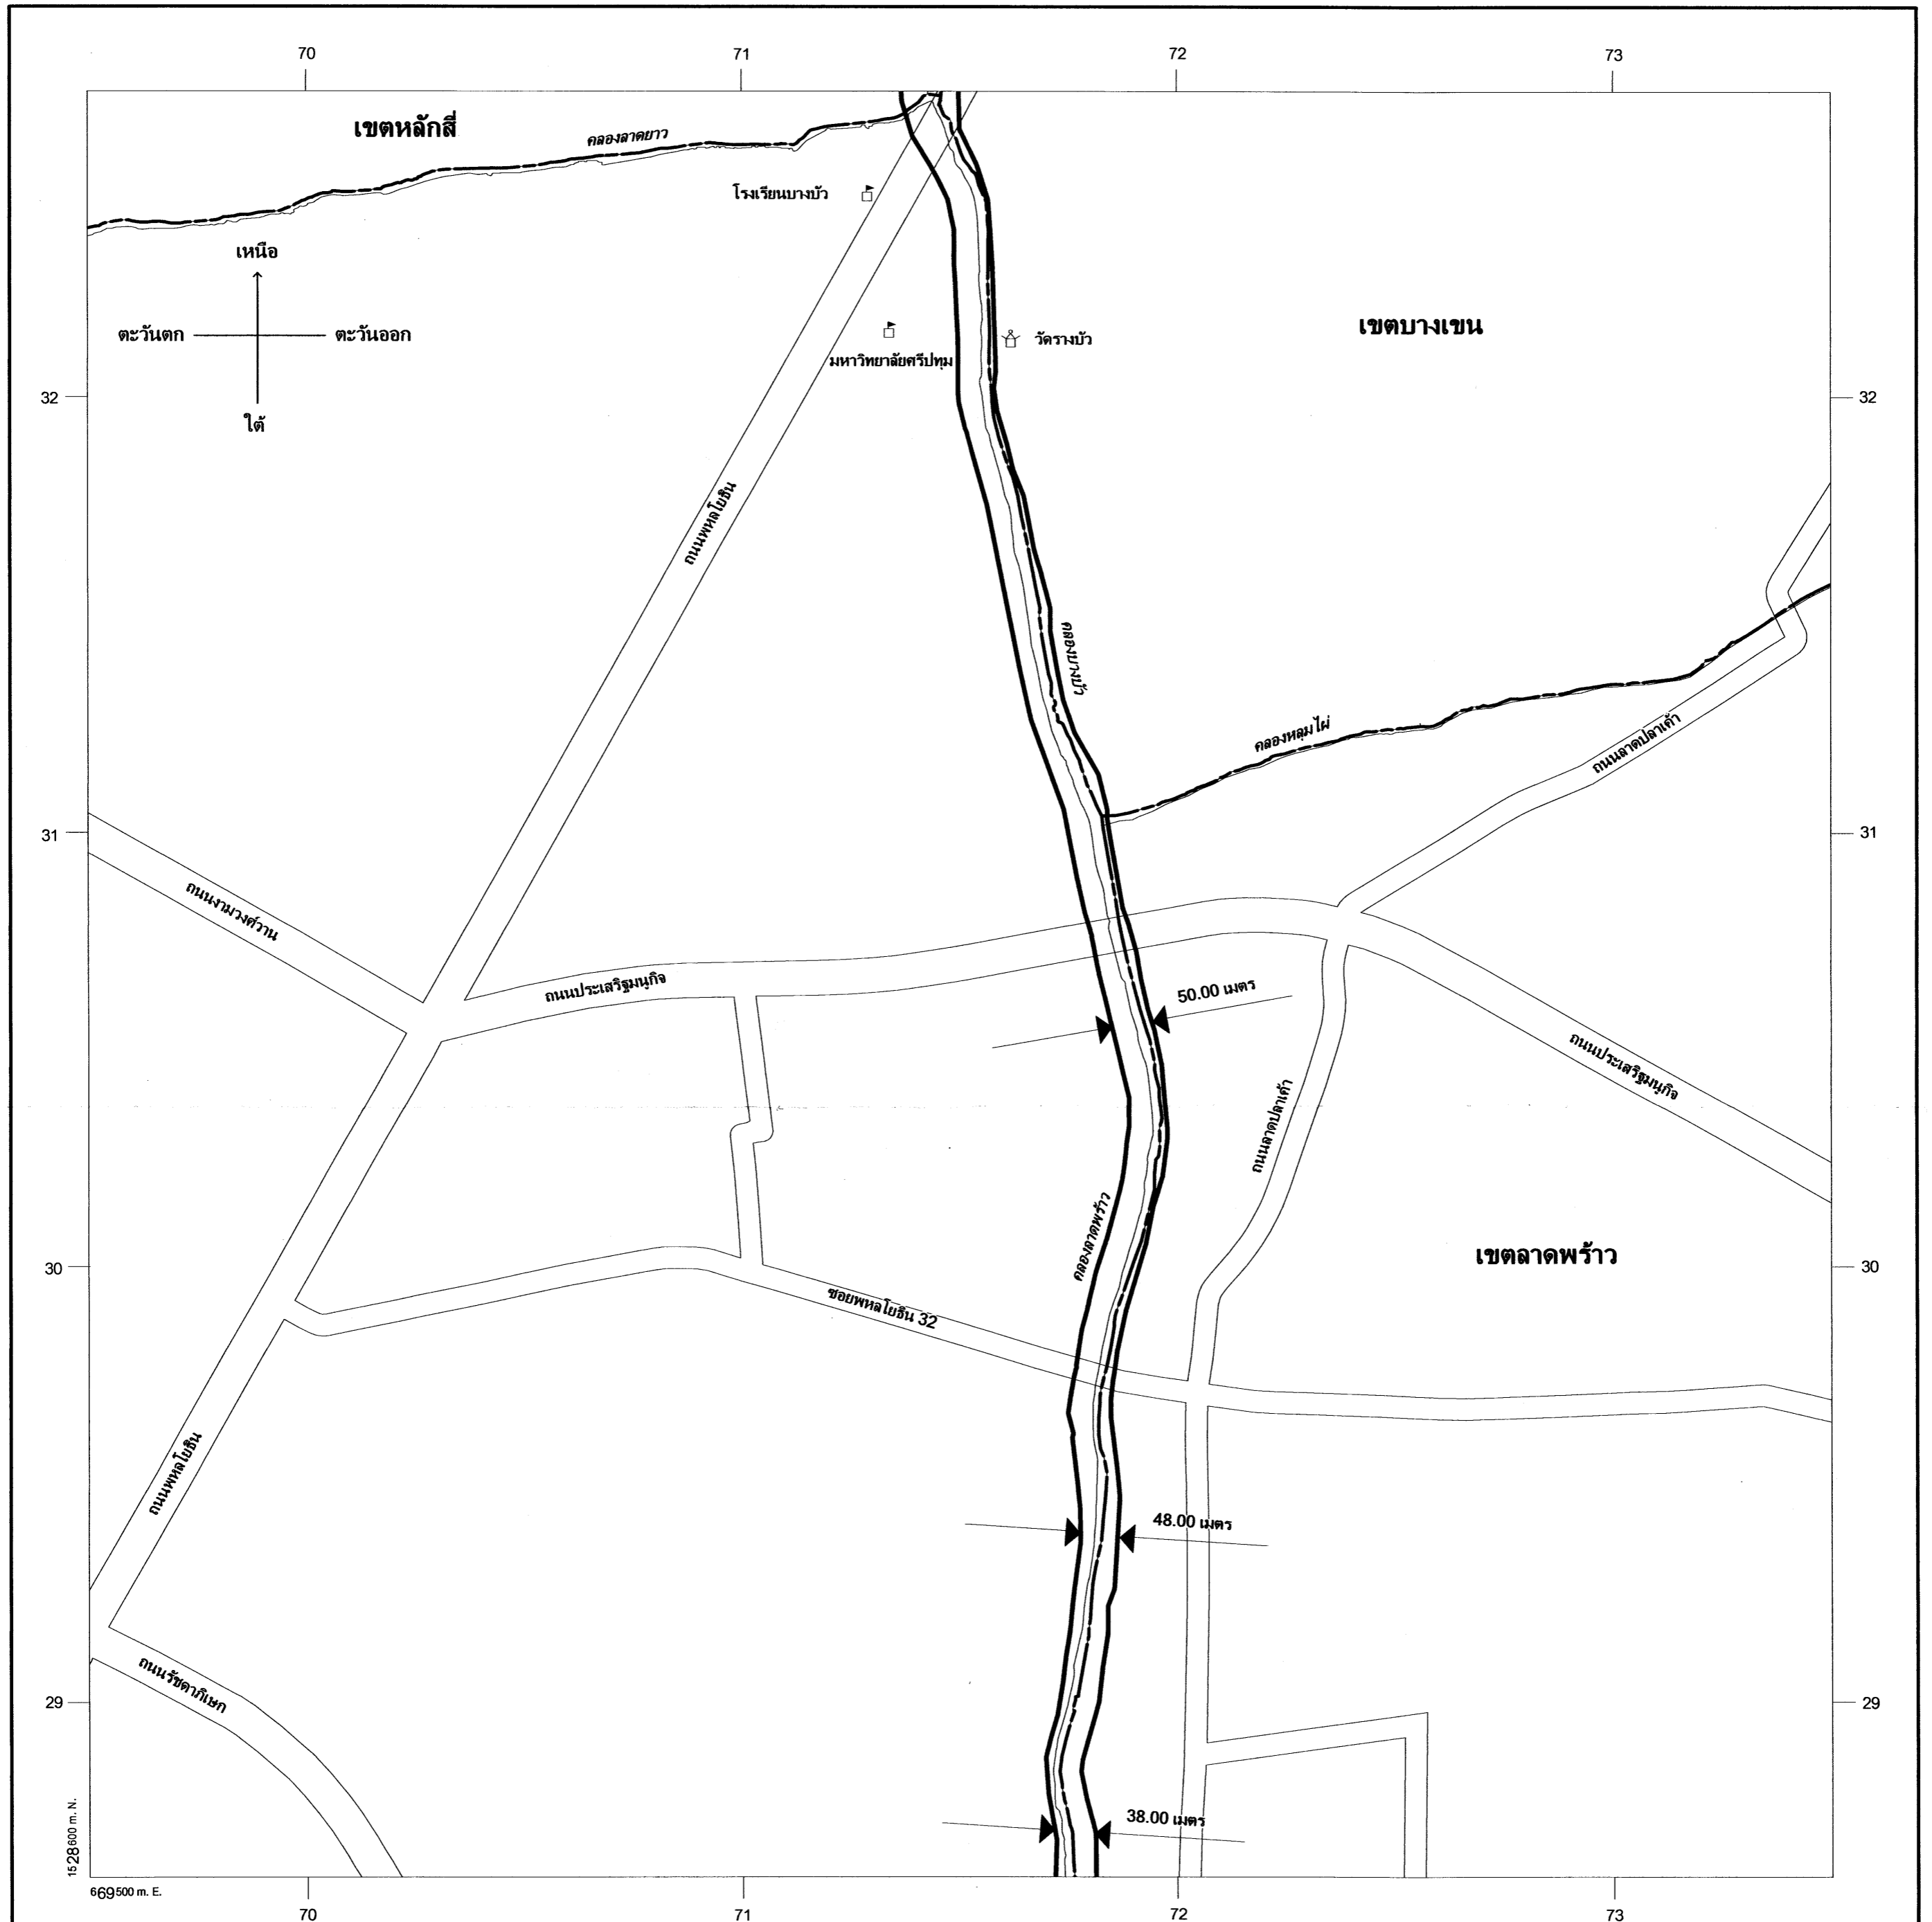 70 71 72 73
เขตหลักสี่
คลองลาดยาว
โรงเรียนบางบัว
เหนือ
ตะวันตก ตะวันออก
ใต้
เขตบางเขน
วัดรางบัว
มหาวิทยาลัยศรีปทุม
32 32
ถนนพหลโยธิน
คลองบางบัว
คลองหลุมไผ่
ถนนลาดปลาเค้า
31 31
ถนนงามวงศ์วาน
ถนนประเสริฐมนูกิจ
50.00 เมตร
ถนนประเสริฐมนูกิจ
ถนนลาดปลาเค้า
คลองลาดพร้าว
เขตลาดพร้าว
30 30
ซอยพหลโยธิน 32
ถนนพหลโยธิน
48.00 เมตร
ถนนรัชดาภิเษก
29 29
38.00 เมตร
1528600 m. N.
669500 m. E.
70 71 72 73